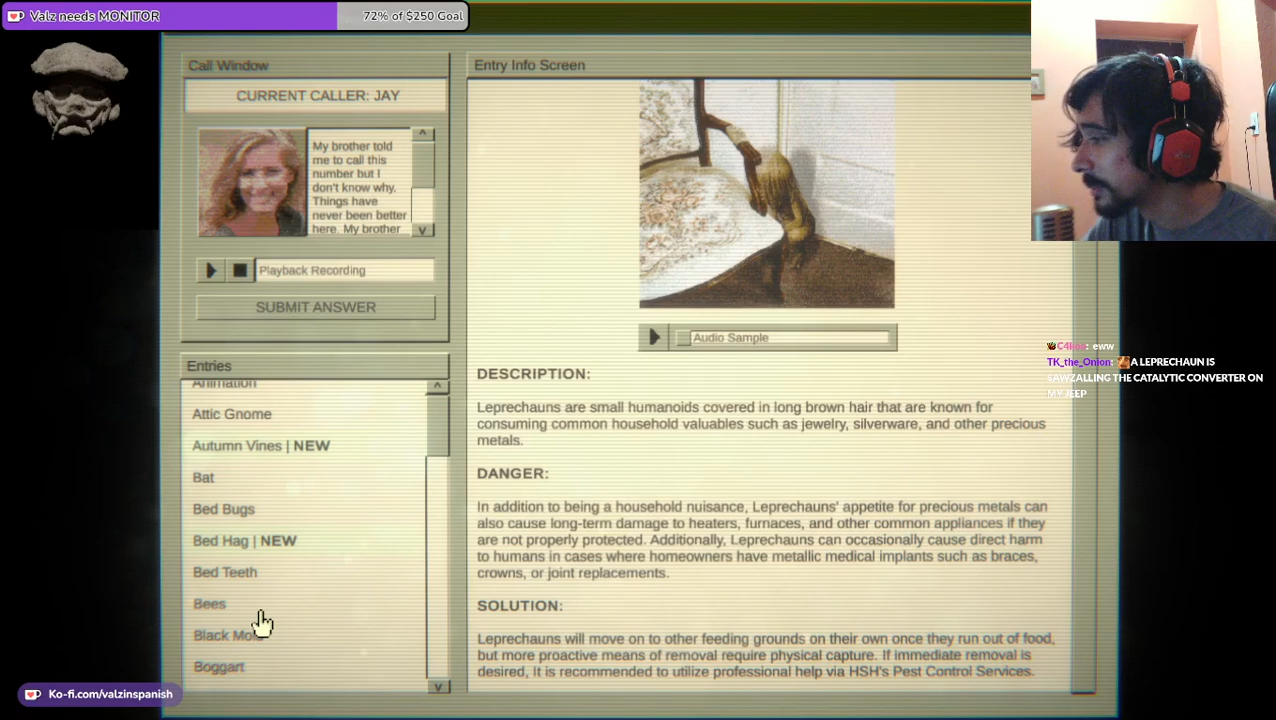 Valz needs MONITOR
72% of $250 Goal
Call Window
CURRENT CALLER: JAY
My brother told
me to call this
number but I
don't know why.
Things have
never been better
here. My brother
Playback Recording
SUBMIT ANSWER
Entries
Animation
Attic Gnome
Autumn Vines | NEW
Bat
Bed Bugs
Bed Hag | NEW
Bed Teeth
Bees
Black
Boggart
Entry Info Screen
Audio Sample
DESCRIPTION:
Leprechauns are small humanoids covered in long brown hair that are known for
consuming common household valuables such as jewelry, silverware, and other precious
metals.
DANGER:
In addition to being a household nuisance, Leprechauns' appetite for precious metals can
also cause long-term damage to heaters, furnaces, and other common appliances if they
are not properly protected. Additionally, Leprechauns can occasionally cause direct harm
to humans in cases where homeowners have metallic medical implants such as braces,
crowns, or joint replacements.
SOLUTION:
Leprechauns will move on to other feeding grounds on their own once they run out of food,
but more proactive means of removal require physical capture. If immediate removal is
desired, It is recommended to utilize professional help via HSH's Pest Control Services.
eww
TK_the_Onion: A LEPRECHAUN IS
SAWZALLING THE CATALYTIC CONVERTER ON
MY JEEP
Ko-fi.com/valzinspanish